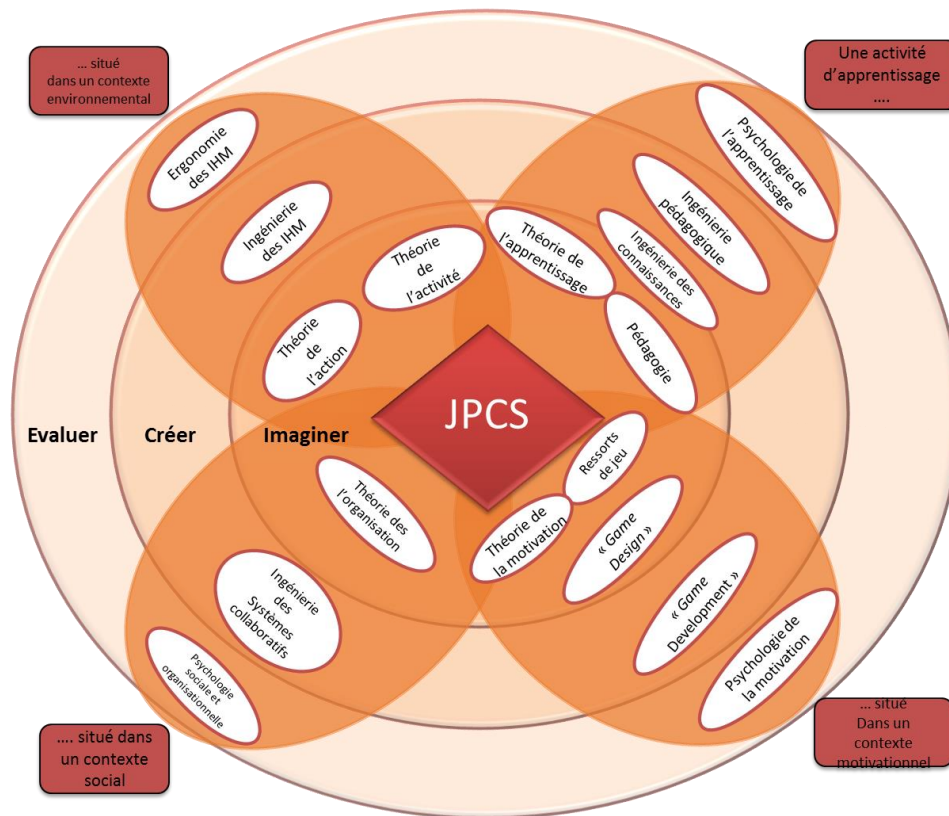 ... situé
dans un contexte
environnemental
Une activité
d'apprentissage
....
Ergonomie
des IHM
Ingénierie
des IHM
Théorie
de
l'activité
Théorie
de
l'action
Psychologie de
l'apprentissage
Ingénierie
pédagogique
Ingénierie des
connaissances
Théorie de
l'apprentissage
Pédagogie
JPCS
Evaluer
Créer
Imaginer
Théorie des
l'organisation
Ingénierie
des
Systèmes
collaboratifs
Psychologie
sociale et
organisationnelle
Ressorts
de jeu
Théorie de
la motivation
« Game
Design »
« Game
Development »
Psychologie de
la motivation
.... situé dans
un contexte
social
... situé
Dans un
contexte
motivationnel